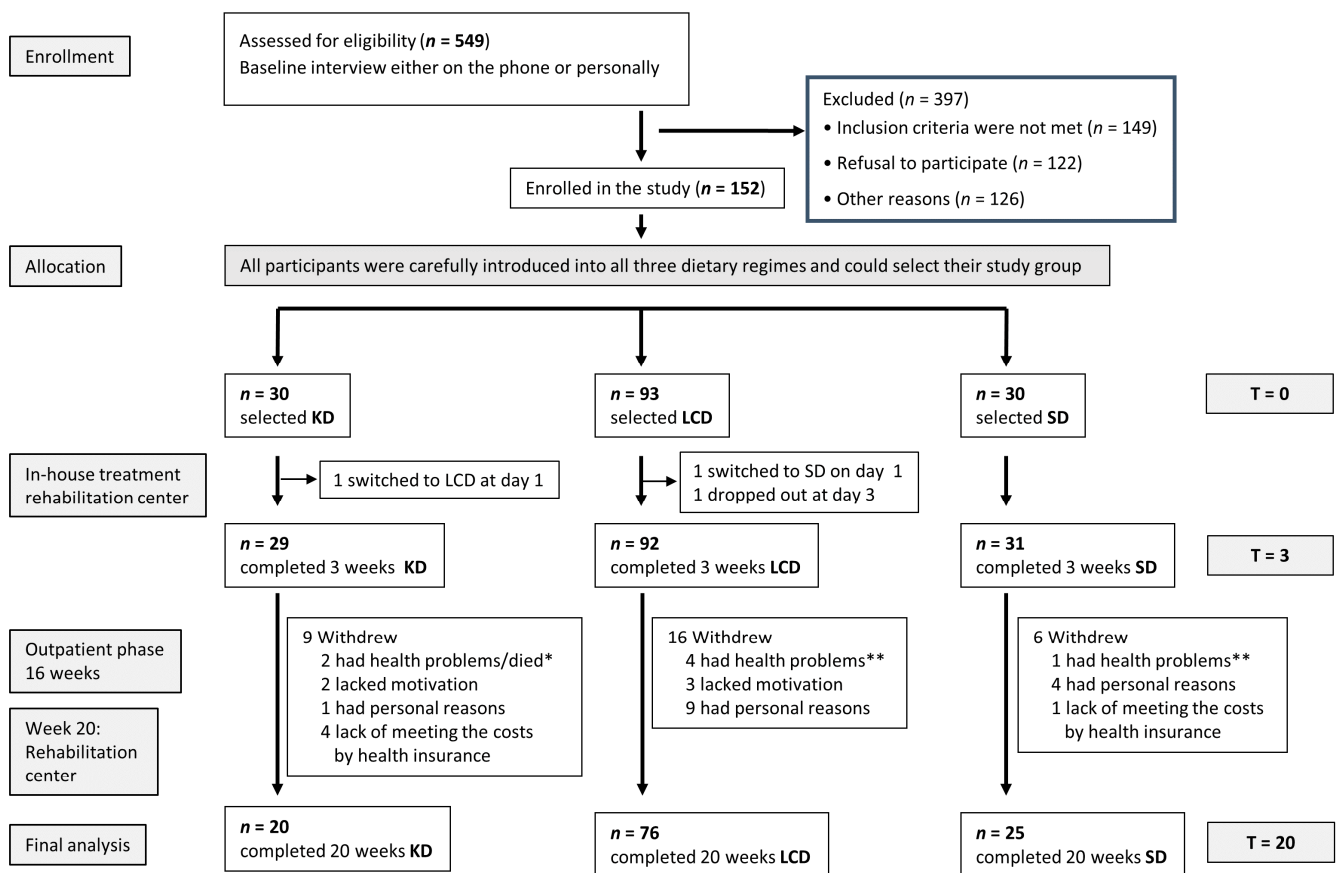 Enrollment
Assessed for eligibility (n = 549)
Baseline interview either on the phone or personally
Excluded (n = 397)
• Inclusion criteria were not met (n = 149)
• Refusal to participate (n = 122)
• Other reasons (n = 126)
Enrolled in the study (n = 152)
Allocation
All participants were carefully introduced into all three dietary regimes and could select their study group
n = 30
selected KD
n = 93
selected LCD
n = 30
selected SD
T = 0
In-house treatment
rehabilitation center
1 switched to LCD at day 1
1 switched to SD on day 1
1 dropped out at day 3
n = 29
completed 3 weeks KD
n = 92
completed 3 weeks LCD
n = 31
completed 3 weeks SD
T = 3
Outpatient phase
16 weeks
9 Withdrew
2 had health problems/died*
2 lacked motivation
1 had personal reasons
4 lack of meeting the costs
by health insurance
16 Withdrew
4 had health problems**
3 lacked motivation
9 had personal reasons
6 Withdrew
1 had health problems**
4 had personal reasons
1 lack of meeting the costs
by health insurance
Week 20:
Rehabilitation
center
Final analysis
n = 20
completed 20 weeks KD
n = 76
completed 20 weeks LCD
n = 25
completed 20 weeks SD
T = 20